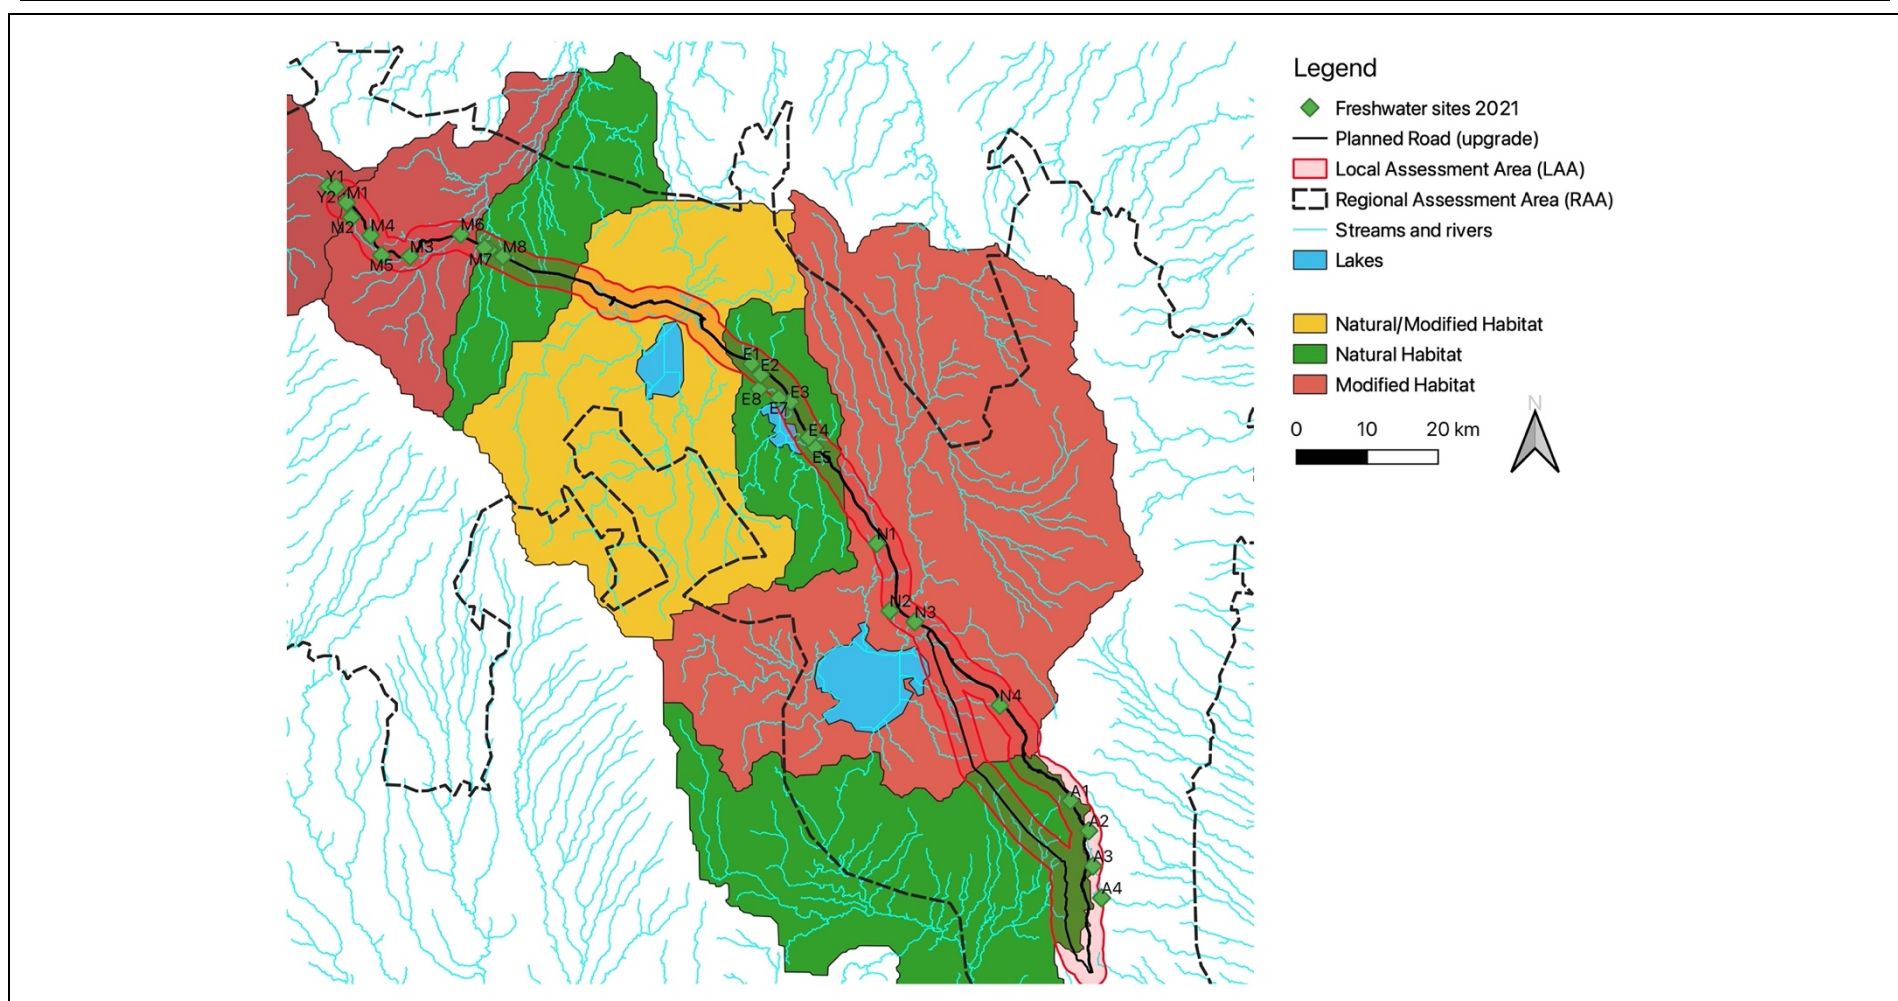 Legend
Freshwater sites 2021
Planned Road (upgrade)
Local Assessment Area (LAA)
Regional Assessment Area (RAA)
Streams and rivers
Lakes
Natural/Modified Habitat
Natural Habitat
Modified Habitat
0 10 20 km
N
Y1
Y2
M1
M2
M4
M5
M3
M6
M7
M8
E1
E2
E8
E3
E7
E4
E5
N1
N2
N3
N4
A1
A2
A3
A4